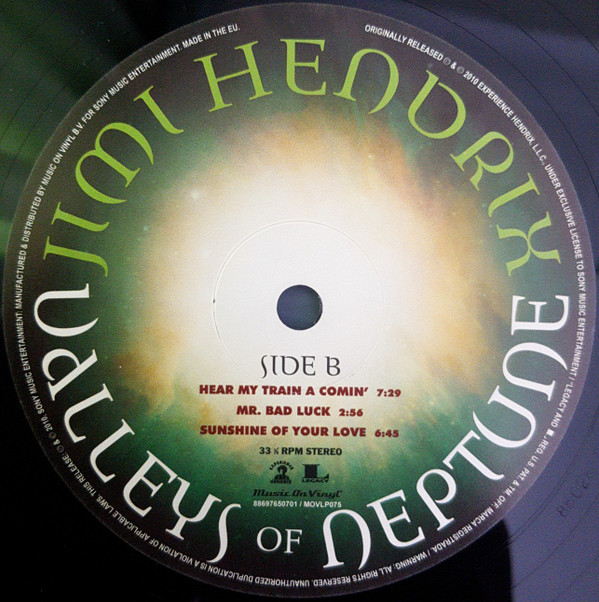 JIMI HENDRIX
VALLEYS OF NEPTUNE
SIDE B
HEAR MY TRAIN A COMIN' 7:29
MR. BAD LUCK 2:56
SUNSHINE OF YOUR LOVE 6:45
33 ⅓ RPM STEREO
EXPERIENCE HENDRIX
LEGACY
Music On Vinyl
88697650701 / MOVLP075
ORIGINALLY RELEASED ℗ & © 2010 EXPERIENCE HENDRIX, L.L.C., UNDER EXCLUSIVE LICENSE TO SONY MUSIC ENTERTAINMENT / LEGACY AND ■, REG. U.S. PAT. & T.M. OFF. MARCA REGISTRADA. / WARNING: ALL RIGHTS RESERVED. UNAUTHORIZED DUPLICATION IS A VIOLATION OF APPLICABLE LAWS. THIS RELEASE ℗ & © 2010 SONY MUSIC ENTERTAINMENT. MANUFACTURED & DISTRIBUTED BY MUSIC ON VINYL B.V. FOR SONY MUSIC ENTERTAINMENT. MADE IN THE EU.